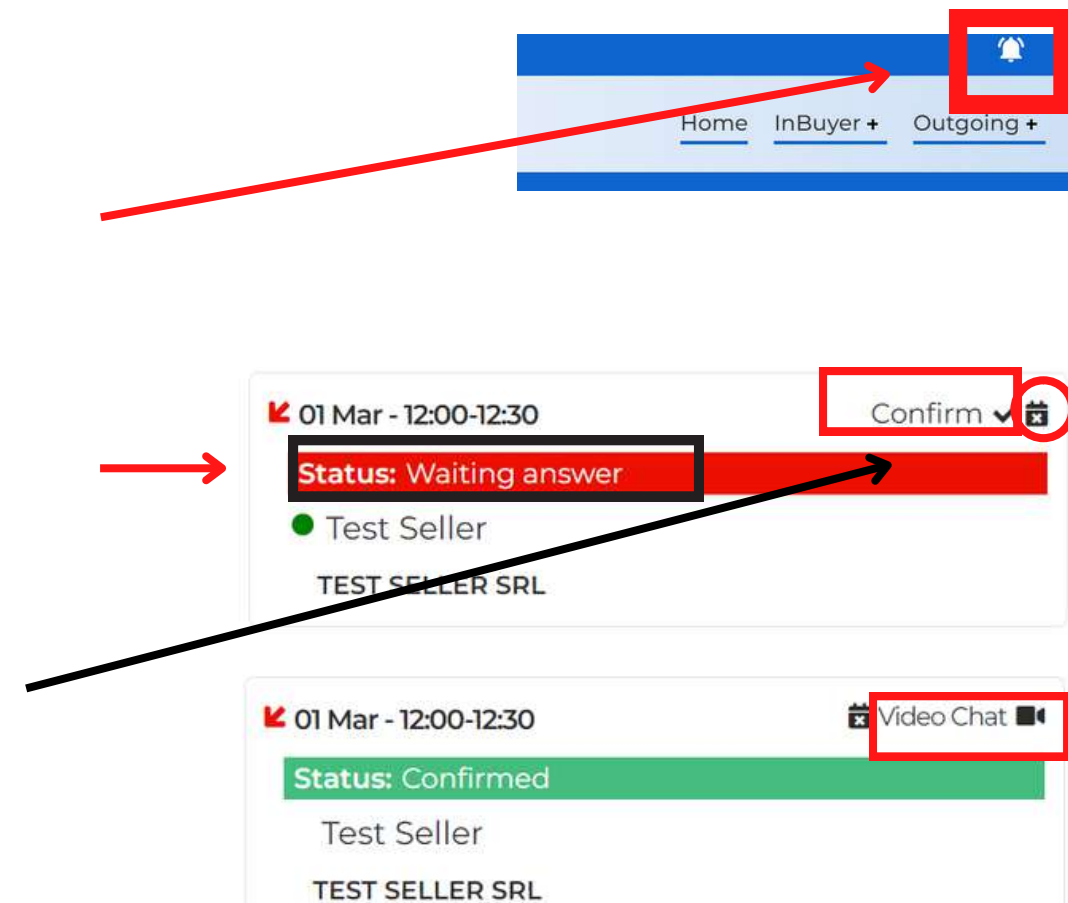 Home InBuyer + Outgoing +
01 Mar - 12:00-12:30 Confirm
Status: Waiting answer
Test Seller
TEST SELLER SRL
01 Mar - 12:00-12:30 Video Chat
Status: Confirmed
Test Seller
TEST SELLER SRL